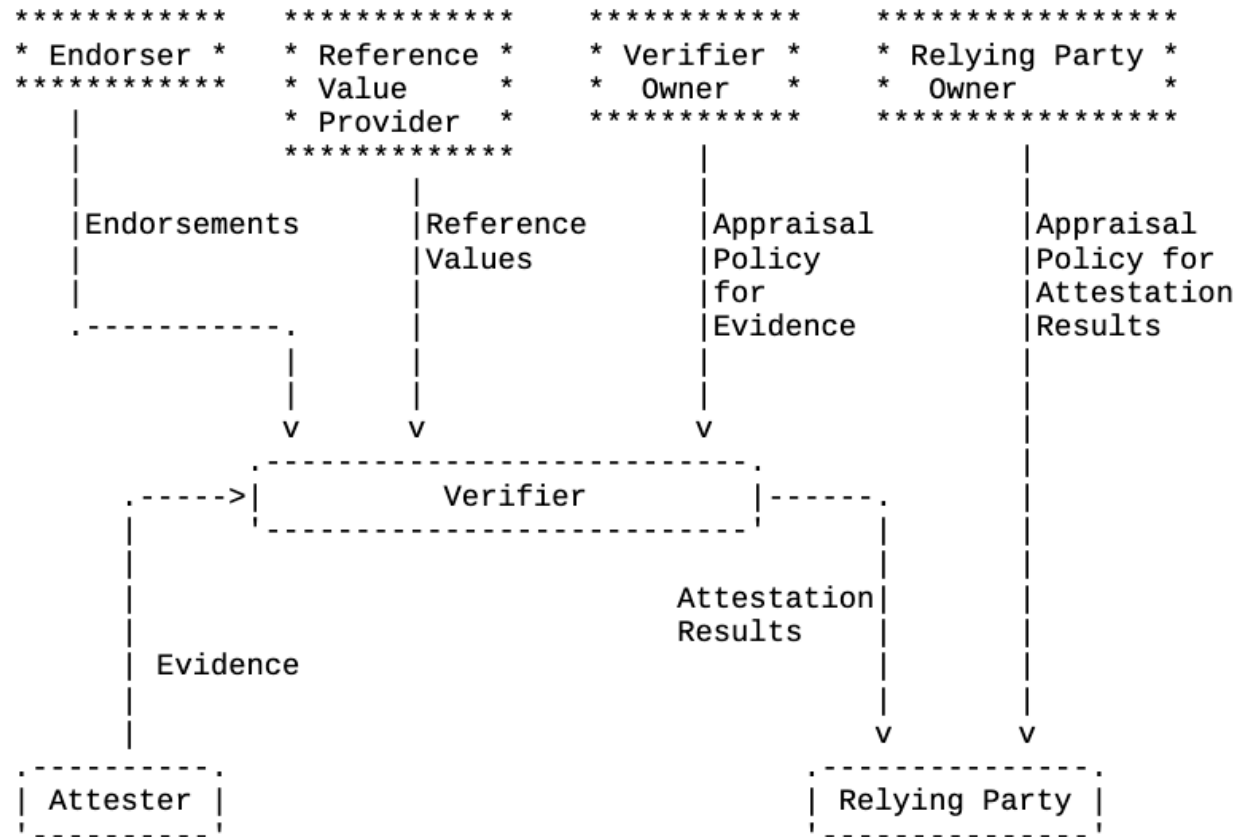 ************   *************    ************    *****************
* Endorser *   * Reference *    * Verifier *    * Relying Party *
************   * Value     *    *  Owner   *    *  Owner        *
     |         * Provider  *    ************    *****************
     |         *************          |                 |
     |                |               |                 |
     |Endorsements    |Reference      |Appraisal        |Appraisal
     |                |Values         |Policy           |Policy for
     |                |               |for              |Attestation
     .-----------.    |               |Evidence         |Results
                 |    |               |                 |
                 |    |               |                 |
                 v    v               v                 |
               .---------------------------.            |
        .----->|          Verifier         |------.     |
        |      '---------------------------'      |     |
        |                                         |     |
        |                              Attestation|     |
        |                              Results    |     |
        | Evidence                                |     |
        |                                         |     |
        |                                         v     v
  .----------.                                .---------------.
  | Attester |                                | Relying Party |
  '----------'                                '---------------'